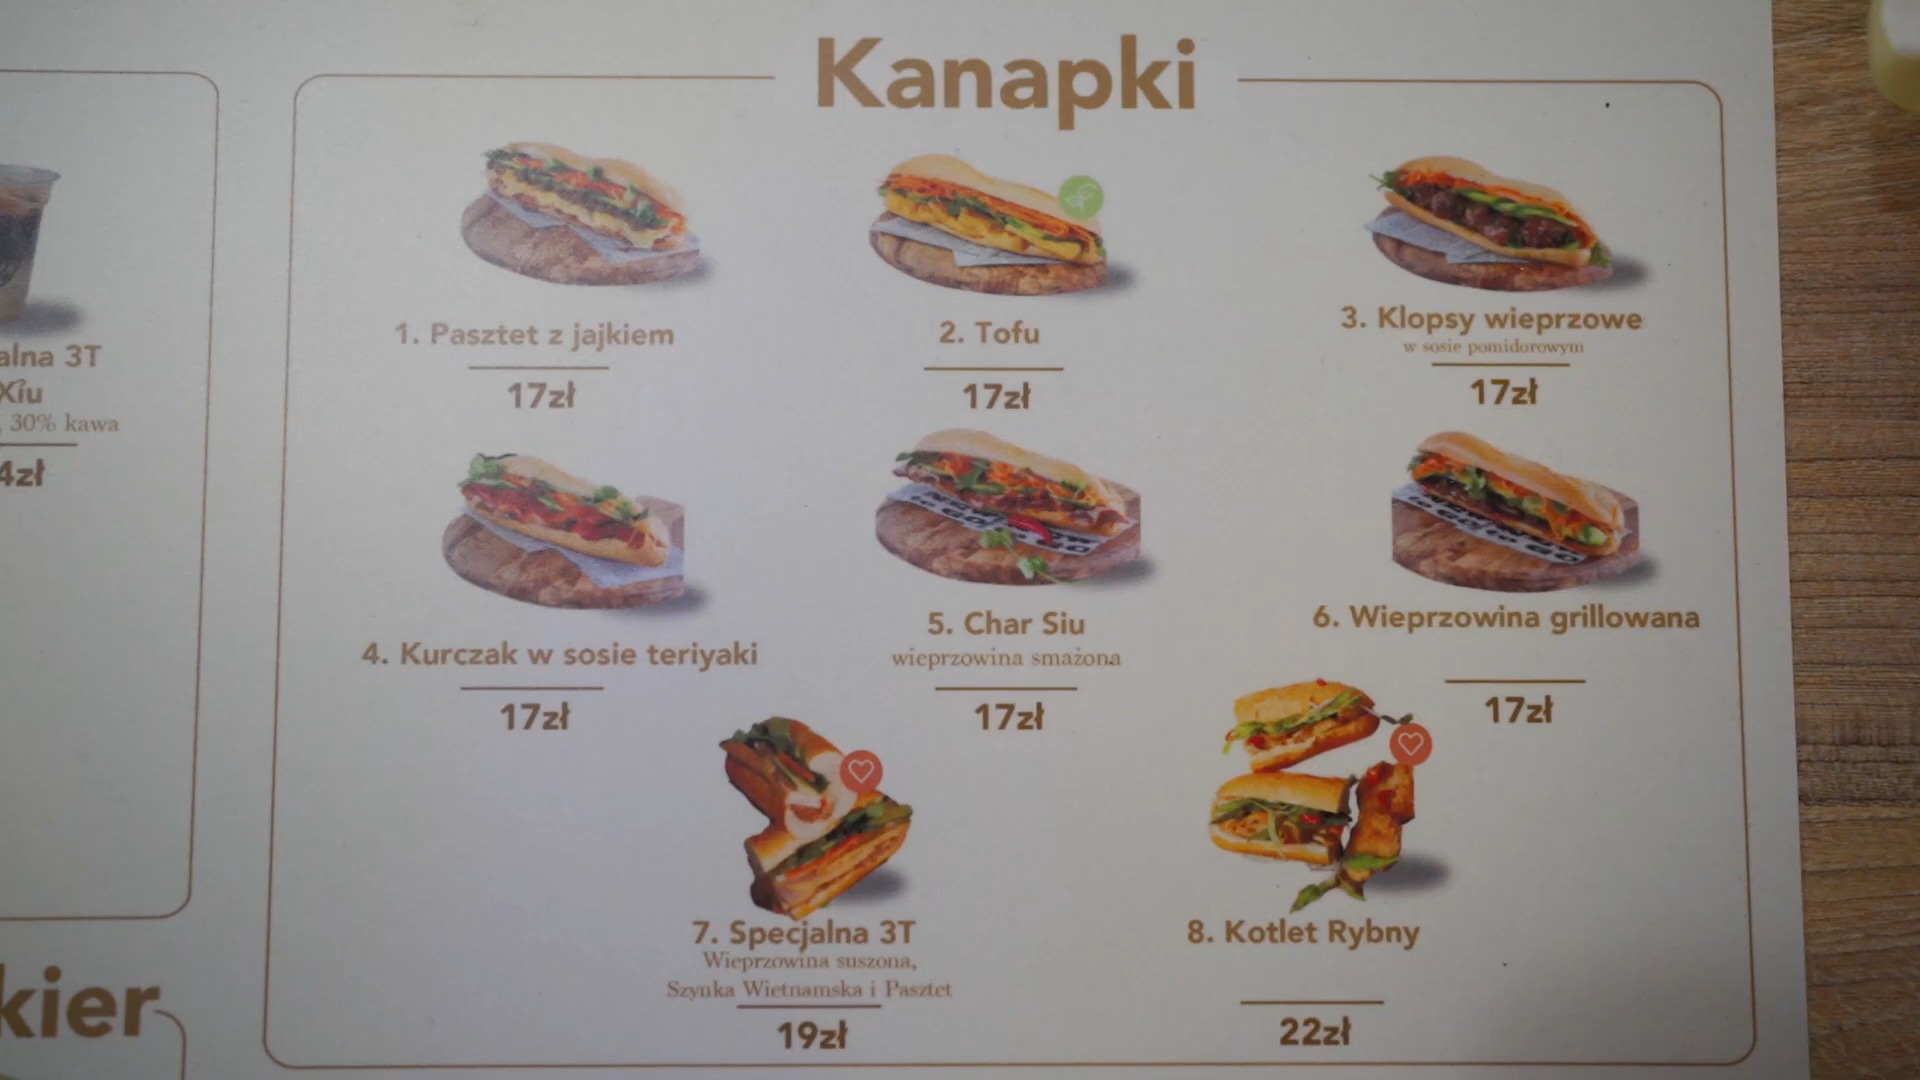 Kanapki
1. Pasztet z jajkiem
17zł
2. Tofu
17zł
3. Klopsy wieprzowe
w sosie pomidorowym
17zł
4. Kurczak w sosie teriyaki
17zł
5. Char Siu
wieprzowina smażona
17zł
6. Wieprzowina grillowana
17zł
7. Specjalna 3T
Wieprzowina suszona,
Szynka Wietnamska i Pasztet
19zł
8. Kotlet Rybny
22zł
alna 3T
Xiu
, 30% kawa
4zł
kier